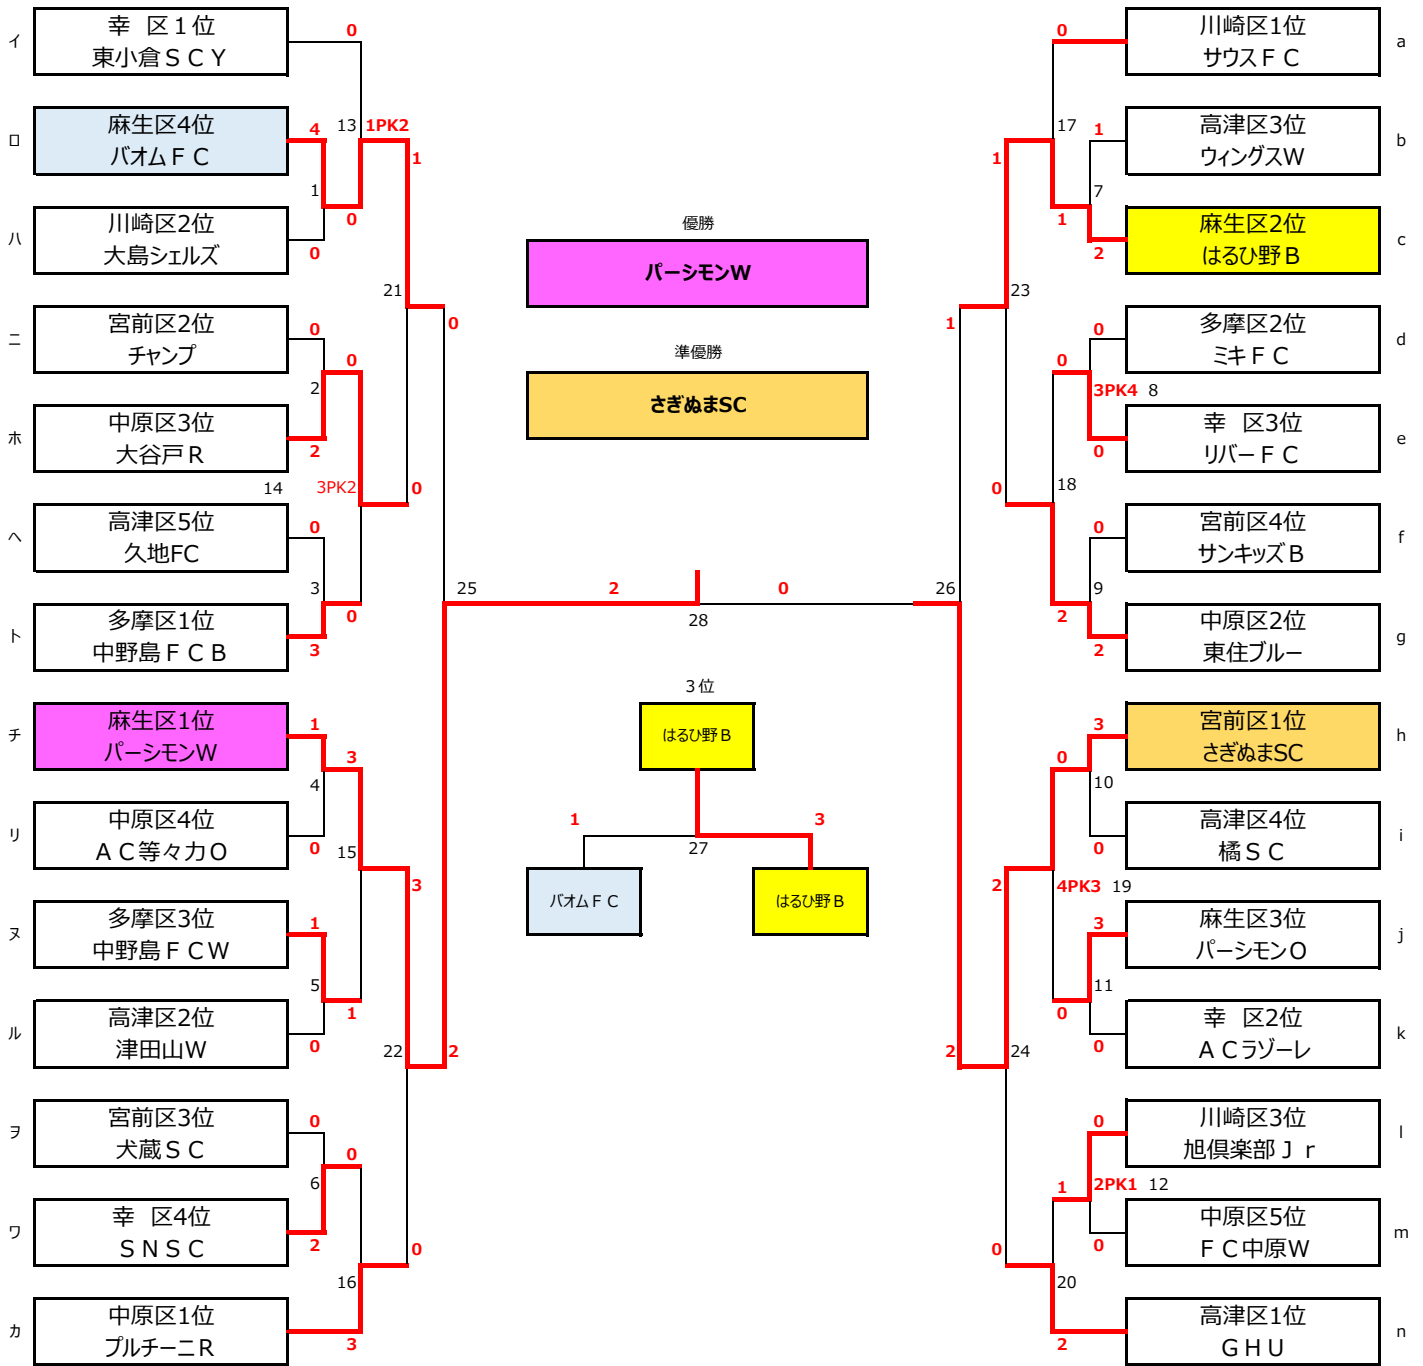 イ
幸 区１位
東小倉ＳＣＹ
0
ロ
麻生区4位
バオムＦＣ
4
13
1PK2
1
1
0
ハ
川崎区2位
大島シェルズ
0
21
0
ニ
宮前区2位
チャンプ
0
0
2
ホ
中原区3位
大谷戸Ｒ
2
14
3PK2
0
ヘ
高津区5位
久地FC
0
3
0
ト
多摩区1位
中野島ＦＣＢ
3
チ
麻生区1位
パーシモンW
1
3
4
リ
中原区4位
ＡＣ等々力Ｏ
0
15
3
ヌ
多摩区3位
中野島ＦＣW
1
5
1
ル
高津区2位
津田山W
0
22
2
ヲ
宮前区3位
犬蔵ＳＣ
0
0
6
ワ
幸 区4位
ＳＮＳＣ
2
0
16
カ
中原区1位
プルチーニＲ
3
優勝
パーシモンW
準優勝
さぎぬまSC
25
2
0
26
28
３位
はるひ野Ｂ
1
3
27
バオムＦＣ
はるひ野Ｂ
0
川崎区1位
サウスＦＣ
a
17
1
高津区3位
ウィングスW
b
1
7
1
2
麻生区2位
はるひ野Ｂ
c
23
1
0
多摩区2位
ミキＦＣ
d
0
3PK4
8
0
幸 区3位
リバーＦＣ
e
0
18
0
宮前区4位
サンキッズＢ
f
9
2
2
中原区2位
東住ブルー
g
3
宮前区1位
さぎぬまSC
h
0
10
0
高津区4位
橘ＳＣ
i
2
4PK3
19
3
麻生区3位
パーシモンＯ
j
11
0
0
幸 区2位
ＡＣラゾーレ
k
2
24
0
川崎区3位
旭倶楽部Ｊｒ
l
1
2PK1
12
0
中原区5位
ＦＣ中原W
m
0
20
2
高津区1位
ＧＨＵ
n